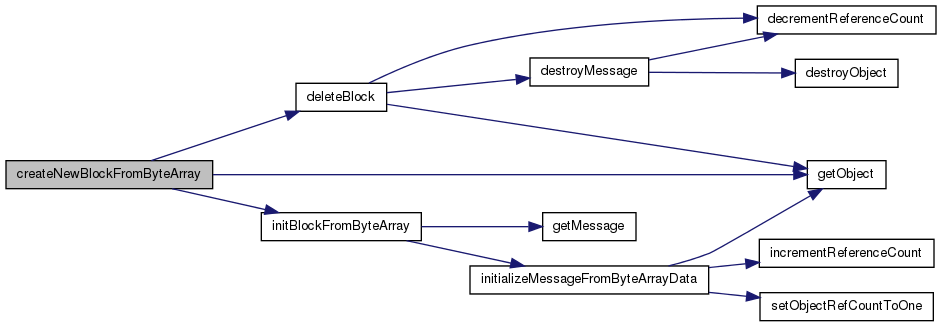 decrementReferenceCount
destroyMessage
destroyObject
deleteBlock
createNewBlockFromByteArray
getObject
initBlockFromByteArray
getMessage
incrementReferenceCount
initializeMessageFromByteArrayData
setObjectRefCountToOne